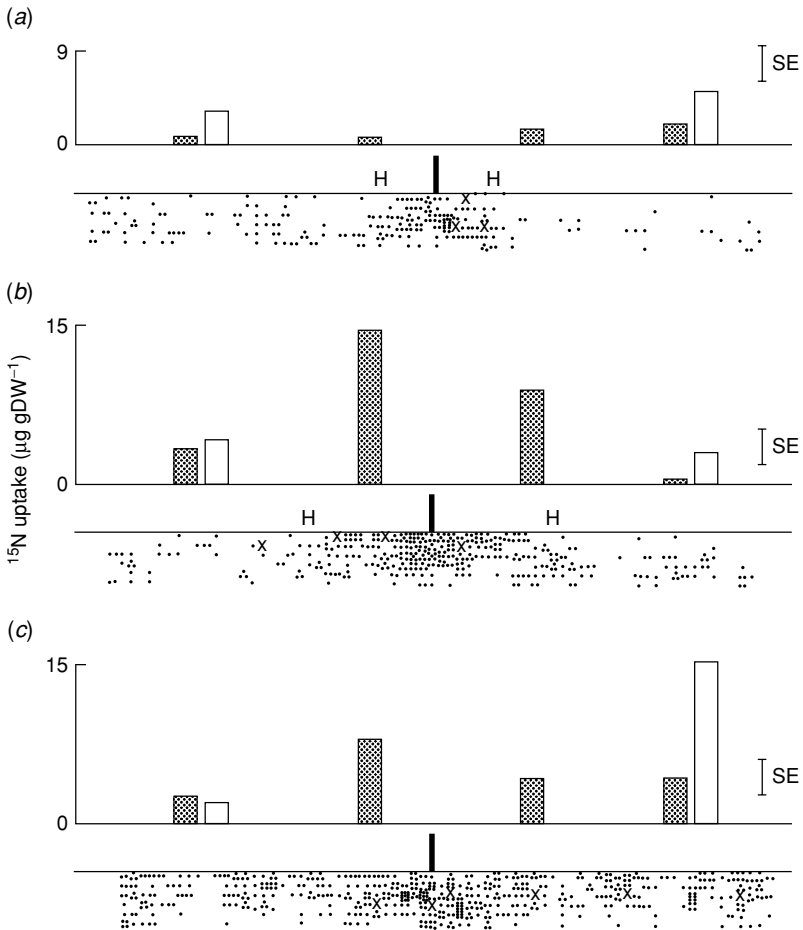 (a)
9
SE
0
H H
X
X X
(b)
15
SE
0
H H
X X
X X
(c)
15
SE
0
X X X X
X X
¹⁵N uptake (μg gDW⁻¹)